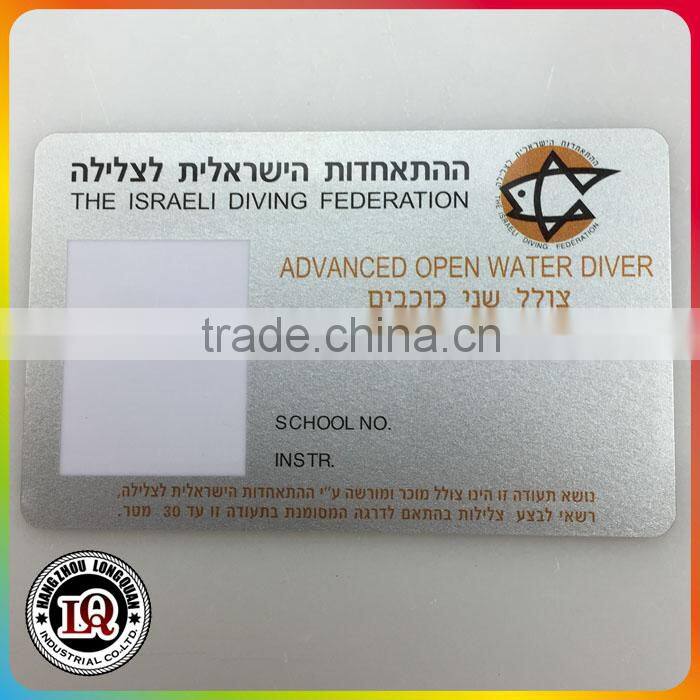 ההתאחדות הישראלית לצלילה
THE ISRAELI DIVING FEDERATION
ההתאחדות הישראלית לצלילה
THE ISRAELI DIVING FEDERATION
ADVANCED OPEN WATER DIVER
צולל שני כוכבים
trade.china.cn
SCHOOL NO.
INSTR.
נושא תעודה זו הינו צולל מוכר ומורשה ע"י ההתאחדות הישראלית לצלילה,
רשאי לבצע צלילות בהתאם לדרגה המסומנת בתעודה זו עד 30 מטר.
HANGZHOU LONGQUAN
LQ
INDUSTRIAL CO.,LTD.